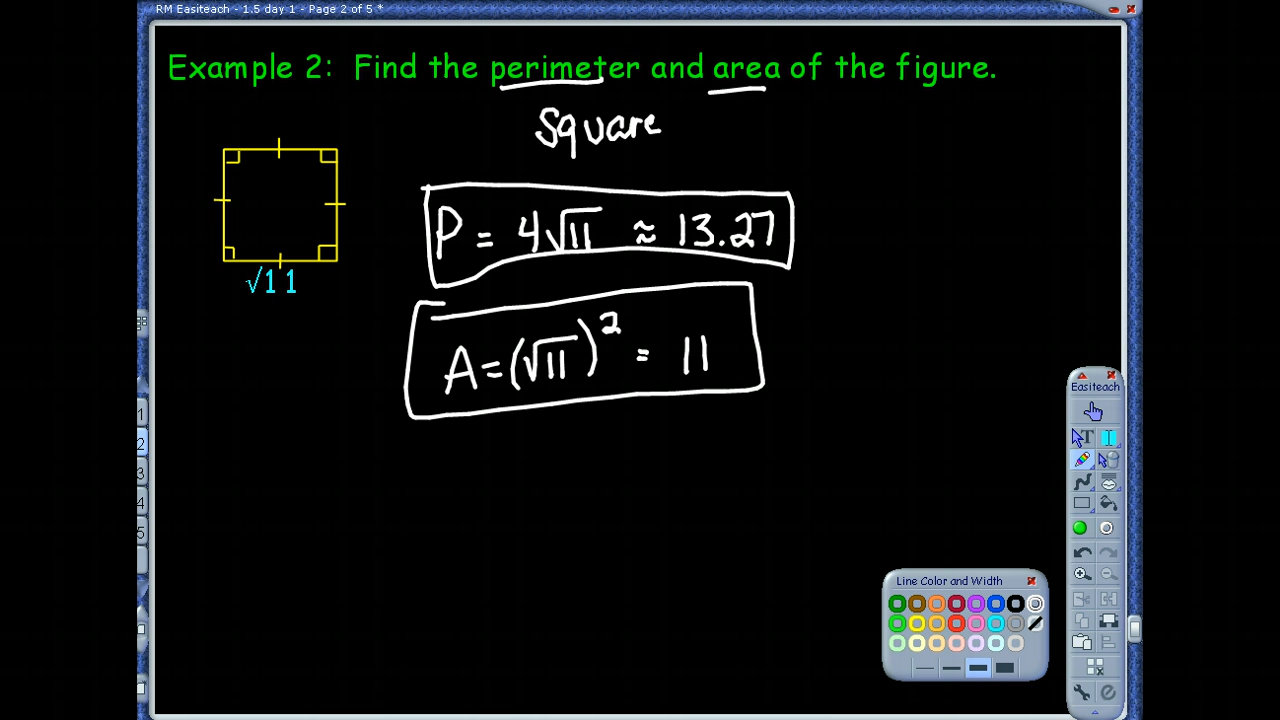 RM Easiteach - 1.5 day 1 - Page 2 of 5 *
Example 2: Find the perimeter and area of the figure.
Square
P = 4√11 ≈ 13.27
√11
A = (√11)² = 11
Easiteach
1
2
3
4
5
Line Color and Width